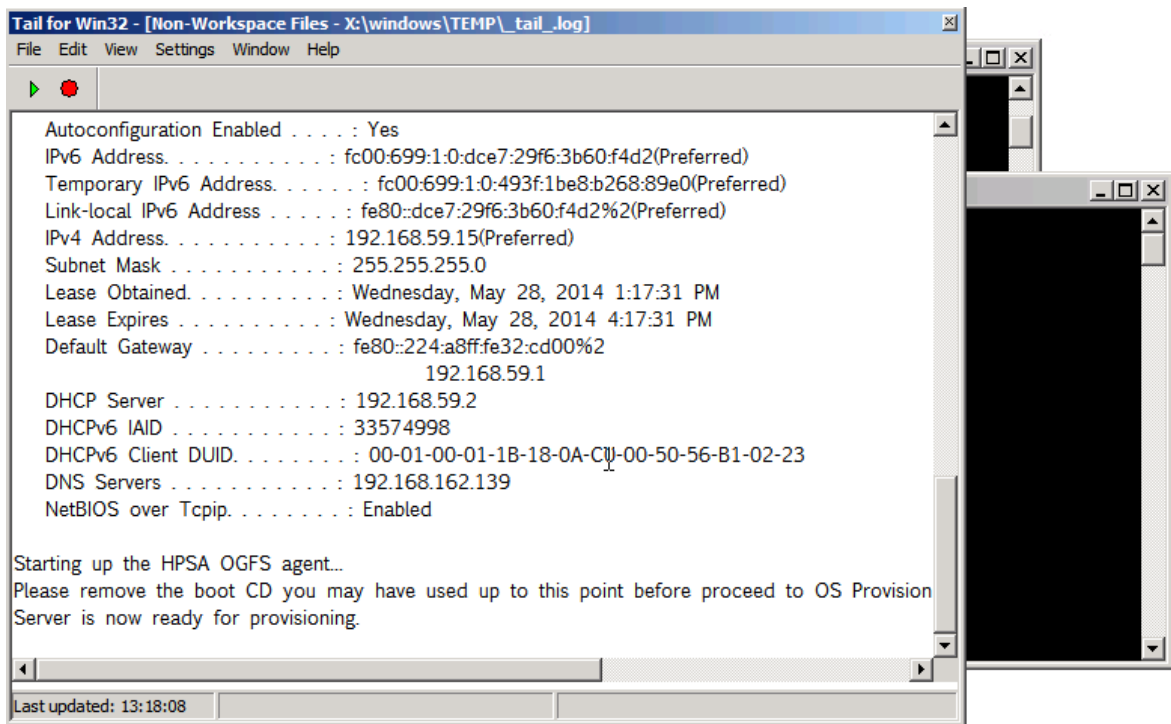 Tail for Win32 - [Non-Workspace Files - X:\windows\TEMP\_tail_.log]
File Edit View Settings Window Help
Autoconfiguration Enabled . . . . : Yes
IPv6 Address. . . . . . . . . . . : fc00:699:1:0:dce7:29f6:3b60:f4d2(Preferred)
Temporary IPv6 Address. . . . . . : fc00:699:1:0:493f:1be8:b268:89e0(Preferred)
Link-local IPv6 Address . . . . . : fe80::dce7:29f6:3b60:f4d2%2(Preferred)
IPv4 Address. . . . . . . . . . . : 192.168.59.15(Preferred)
Subnet Mask . . . . . . . . . . . : 255.255.255.0
Lease Obtained. . . . . . . . . . : Wednesday, May 28, 2014 1:17:31 PM
Lease Expires . . . . . . . . . . : Wednesday, May 28, 2014 4:17:31 PM
Default Gateway . . . . . . . . . : fe80::224:a8ff:fe32:cd00%2
192.168.59.1
DHCP Server . . . . . . . . . . . : 192.168.59.2
DHCPv6 IAID . . . . . . . . . . . : 33574998
DHCPv6 Client DUID. . . . . . . . :
DNS Servers . . . . . . . . . . . : 192.168.162.139
NetBIOS over Tcpip. . . . . . . . : Enabled
Starting up the HPSA OGFS agent...
Please remove the boot CD you may have used up to this point before proceed to OS Provision
Server is now ready for provisioning.
Last updated: 13:18:08